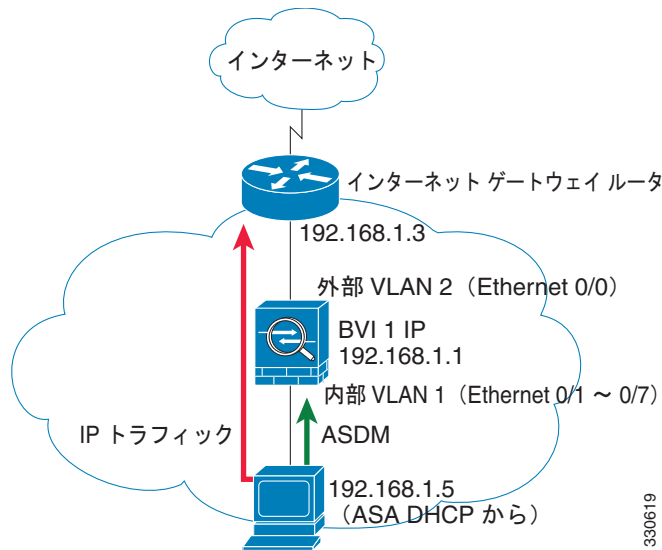 インターネット
インターネット ゲートウェイ ルータ
192.168.1.3
外部 VLAN 2（Ethernet 0/0）
BVI 1 IP
192.168.1.1
内部 VLAN 1（Ethernet 0/1 ～ 0/7）
IP トラフィック
ASDM
192.168.1.5
（ASA DHCP から）
330619